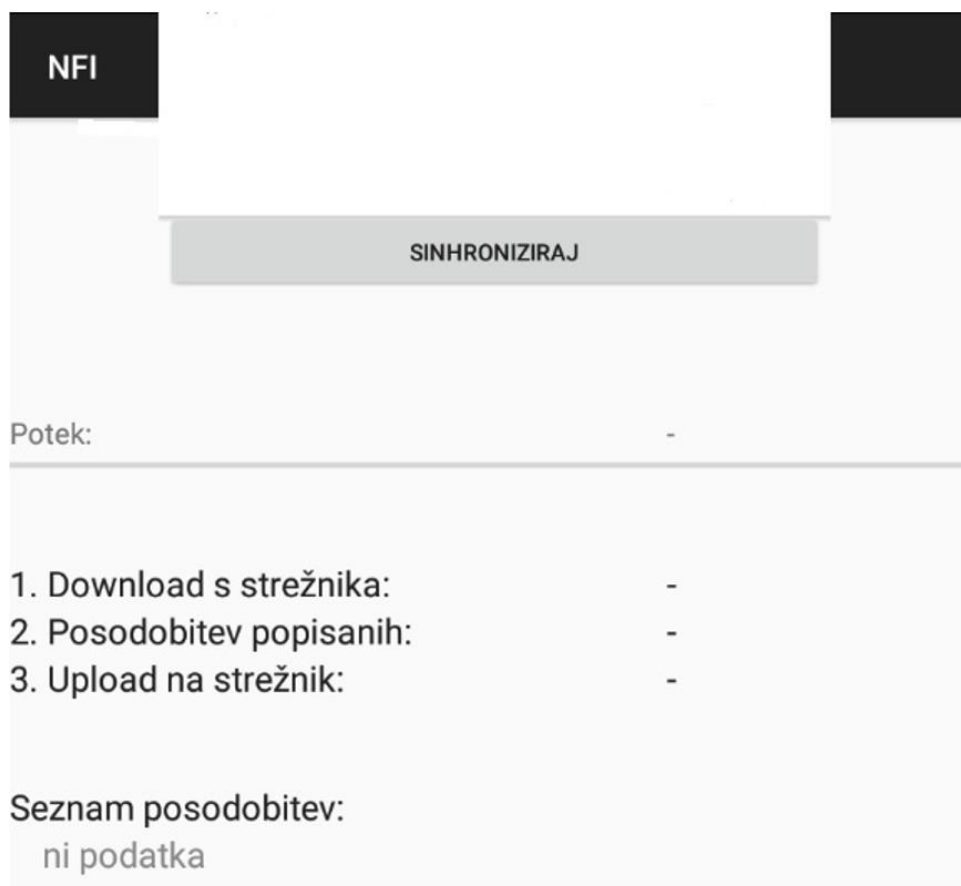 NFI
SINHRONIZIRAJ
Potek: -
1. Download s strežnika: -
2. Posodobitev popisanih: -
3. Upload na strežnik: -
Seznam posodobitev:
ni podatka